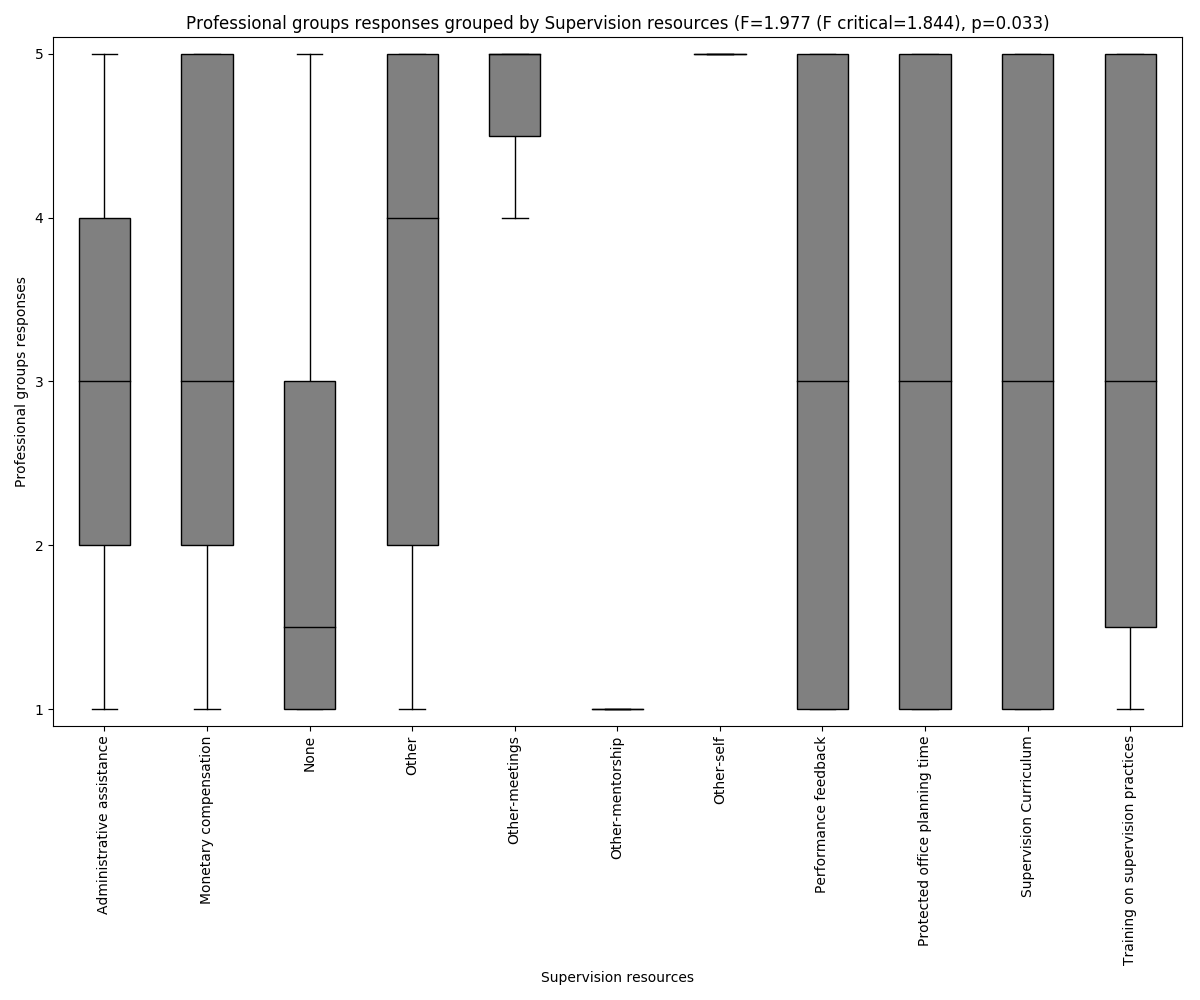 Professional groups responses grouped by Supervision resources (F=1.977 (F critical=1.844), p=0.033)
Professional groups responses
5
4
3
2
1
Administrative assistance
Monetary compensation
None
Other
Other-meetings
Other-mentorship
Other-self
Performance feedback
Protected office planning time
Supervision Curriculum
Training on supervision practices
Supervision resources